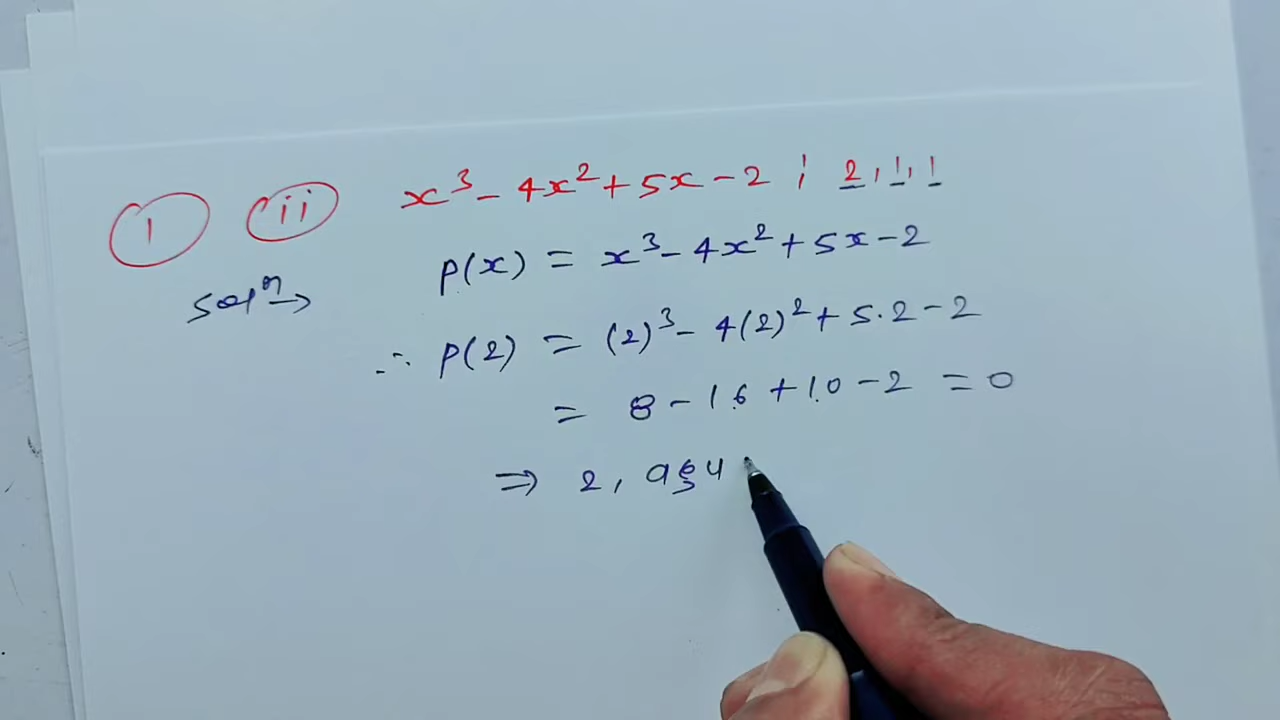 ① ⅱ x³ - 4x² + 5x - 2 ; 2, 1, 1
p(x) = x³ - 4x² + 5x - 2
Solⁿ →
∴ p(2) = (2)³ - 4(2)² + 5.2 - 2
= 8 - 16 + 10 - 2 = 0
⇒ 2,